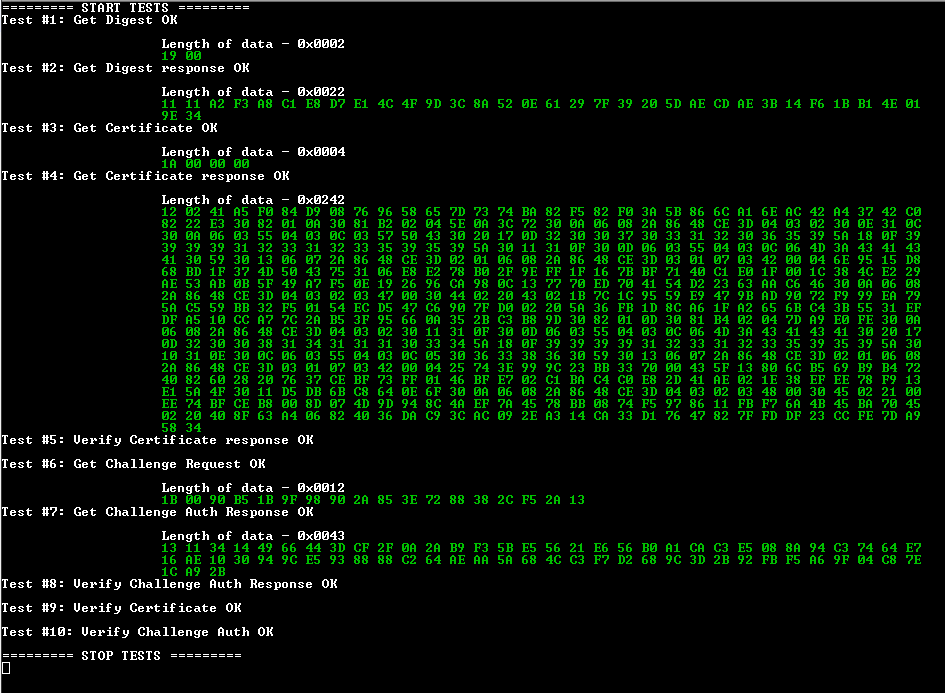 ========= START TESTS =========
Test #1: Get Digest OK
Length of data - 0x0002
19 00
Test #2: Get Digest response OK
Length of data - 0x0022
11 11 A2 F3 A8 C1 E8 D7 E1 4C 4F 9D 3C 8A 52 0E 61 29 7F 39 20 5D AE CD AE 3B 14 F6 1B B1 4E 01
9E 34
Test #3: Get Certificate OK
Length of data - 0x0004
1A 00 00 00
Test #4: Get Certificate response OK
Length of data - 0x0242
12 02 41 A5 F0 84 D9 08 76 96 58 65 7D 73 74 BA 82 F5 82 F0 3A 5B 86 6C A1 6E AC 42 A4 37 42 C0
82 22 E3 30 82 01 0A 30 81 B2 02 04 5E 0A 3C 72 30 0A 06 08 2A 86 48 CE 3D 04 03 02 30 0E 31 0C
30 0A 06 03 55 04 03 0C 03 57 50 43 30 20 17 0D 32 30 30 37 30 33 31 32 30 36 35 39 5A 18 0F 39
39 39 39 31 32 33 31 32 33 35 39 35 39 5A 30 11 31 0F 30 0D 06 03 55 04 03 0C 06 4D 3A 43 41 43
41 30 59 30 13 06 07 2A 86 48 CE 3D 02 01 06 08 2A 86 48 CE 3D 03 01 07 03 42 00 04 6E 95 15 D8
68 BD 1F 37 4D 50 43 75 31 06 E8 E2 78 B0 2F 9E FF 1F 16 7B BF 71 40 C1 E0 1F 00 1C 38 4C E2 29
AE 53 AB 0B 5F 49 A7 F5 0E 19 26 96 CA 98 0C 13 77 70 ED 70 41 54 D2 23 63 AA C6 46 30 0A 06 08
2A 86 48 CE 3D 04 03 02 03 47 00 30 44 02 20 43 02 1B 7C 1C 95 59 E9 47 9B AD 90 72 F9 99 EA 79
5A C5 59 BB 32 F5 01 54 EC D5 47 C6 90 7F D0 02 20 5A 36 FB 1D 8C A6 1F A2 65 6B C4 3B 55 31 EF
DF A5 10 CC A7 7C 2A B5 3F 95 66 0A 35 2B C3 B8 9D 30 82 01 0D 30 81 B4 02 04 7D A9 E0 FE 30 0A
06 08 2A 86 48 CE 3D 04 03 02 30 11 31 0F 30 0D 06 03 55 04 03 0C 06 4D 3A 43 41 43 41 30 20 17
0D 32 30 30 38 31 34 31 31 31 30 33 34 5A 18 0F 39 39 39 39 31 32 33 31 32 33 35 39 35 39 5A 30
10 31 0E 30 0C 06 03 55 04 03 0C 05 30 36 33 38 36 30 59 30 13 06 07 2A 86 48 CE 3D 02 01 06 08
2A 86 48 CE 3D 03 01 07 03 42 00 04 25 74 3E 99 9C 23 BB 33 70 00 43 5F 13 80 6C B5 69 B9 B4 72
40 82 60 28 20 76 37 CE BF 73 FF 01 46 BF E7 02 C1 BA C4 C0 E8 2D 41 AE 02 1E 38 EF EE 78 F9 13
E1 5A 4F 30 11 D5 DB 6B C8 64 0E 6F 30 0A 06 08 2A 86 48 CE 3D 04 03 02 03 48 00 30 45 02 21 00
EE 74 BF CE B8 00 8D 07 4D 9D 94 8C 4A EF 7A 45 78 BB 08 74 F5 97 86 11 FB F7 6A 4B 45 BA 70 45
02 20 40 8F 63 A4 06 82 40 36 DA C9 3C AC 09 2E A3 14 CA 33 D1 76 47 82 7F FD DF 23 CC FE 7D A9
58 34
Test #5: Verify Certificate response OK
Test #6: Get Challenge Request OK
Length of data - 0x0012
1B 00 90 B5 1B 9F 98 90 2A 85 3E 72 88 38 2C F5 2A 13
Test #7: Get Challenge Auth Response OK
Length of data - 0x0043
13 11 34 14 49 66 44 3D CF 2F 0A 2A B9 F3 5B E5 56 21 E6 56 B0 A1 CA C3 E5 08 8A 94 C3 74 64 E7
16 AE 10 30 94 9C E5 93 88 88 C2 64 AE AA 5A 68 4C C3 F7 D2 68 9C 3D 2B 92 FB F5 A6 9F 04 C8 7E
1C A9 2B
Test #8: Verify Challenge Auth Response OK
Test #9: Verify Certificate OK
Test #10: Verify Challenge Auth OK
========= STOP TESTS =========